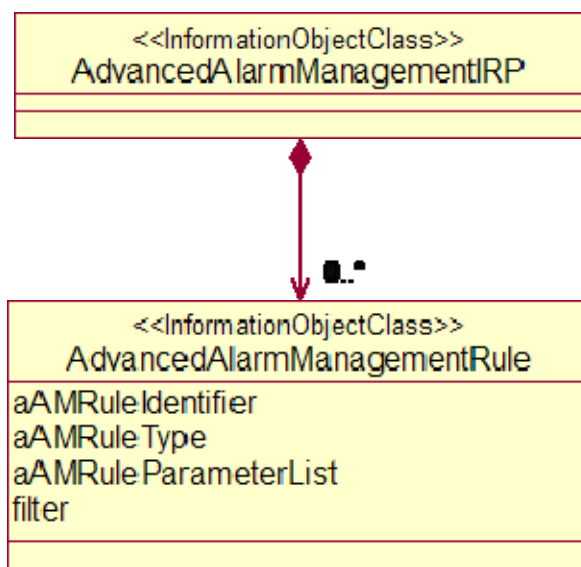 <<InformationObjectClass>>
AdvancedAlarmManagementIRP
0..*
<<InformationObjectClass>>
AdvancedAlarmManagementRule
aAMRuleIdentifier
aAMRuleType
aAMRuleParameterList
filter